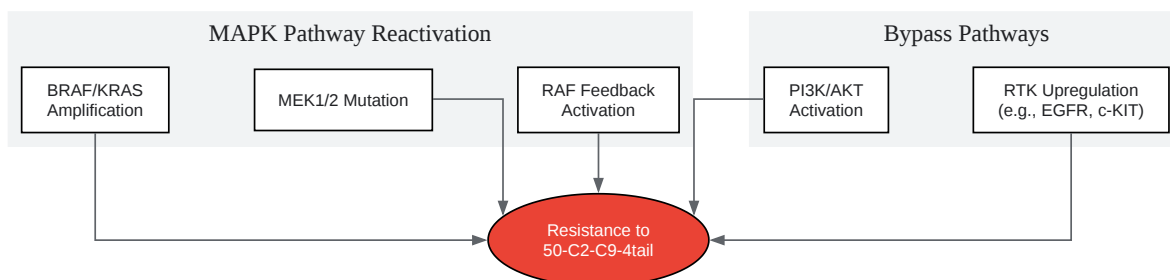 MAPK Pathway Reactivation
Bypass Pathways
BRAF/KRAS
Amplification
MEK1/2 Mutation
RAF Feedback
Activation
PI3K/AKT
Activation
RTK Upregulation
(e.g., EGFR, c-KIT)
Resistance to
50-C2-C9-4tail